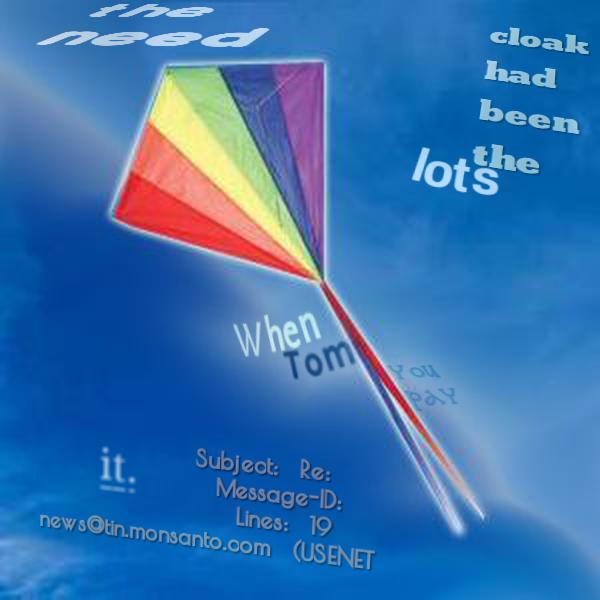 the
need
cloak
had
been
the
lots
When
Tom
You
pay
it.
Subject: Re:
Message-ID:
Lines: 19
news@tin.monsanto.com (USENET